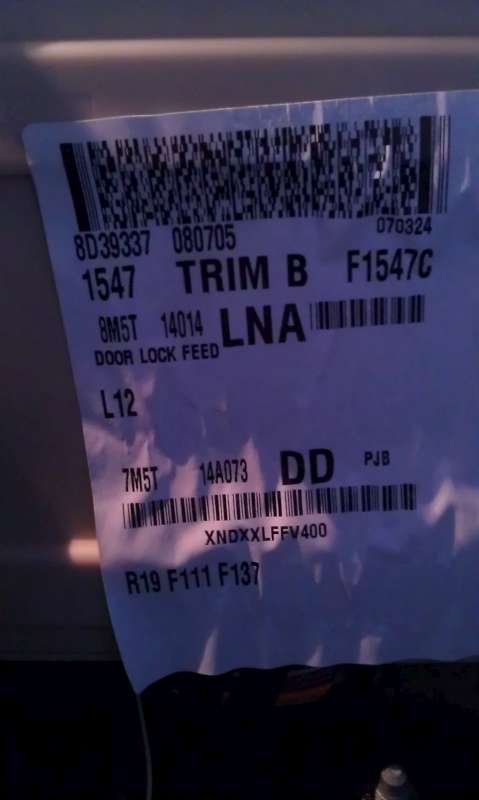 8D39337 080705 070324
1547 TRIM B F1547C
8M5T 14014 LNA
DOOR LOCK FEED
L12
7M5T 14A073 DD PJB
XNDXXLFFV400
R19 F111 F137